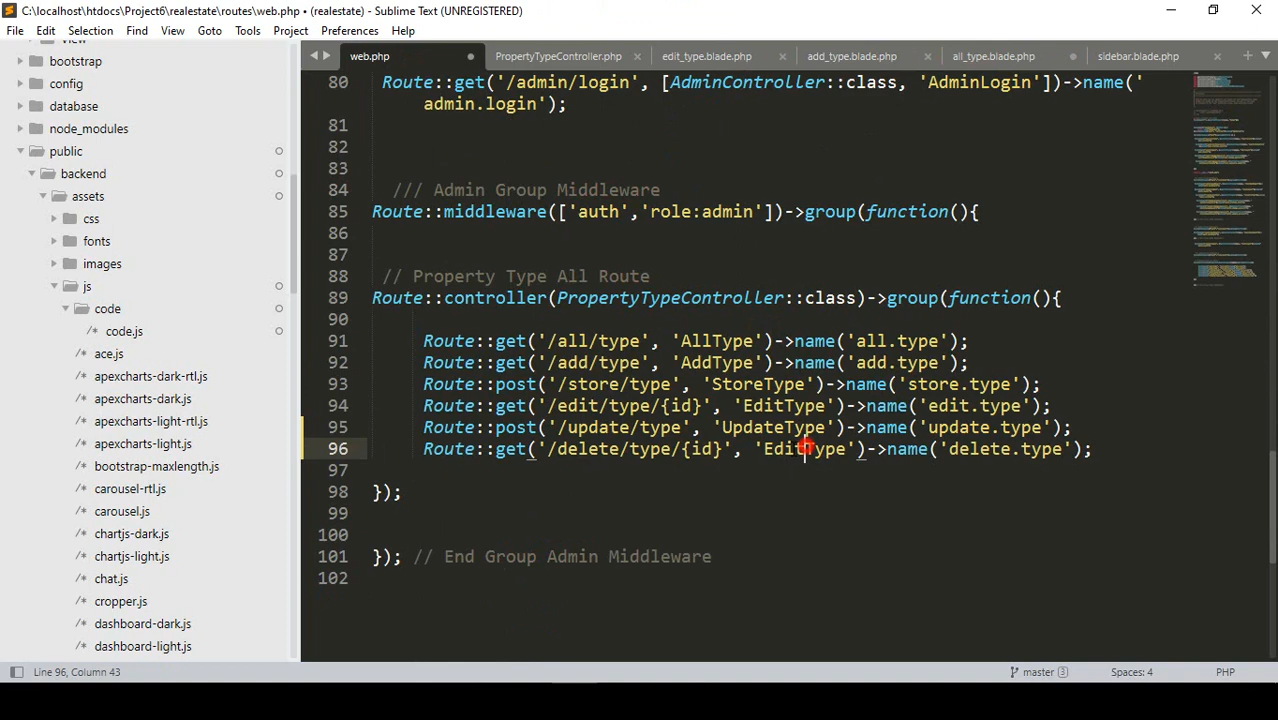 C:\localhost\htdocs\Project6\realestate\routes\web.php • (realestate) - Sublime Text (UNREGISTERED)
File Edit Selection Find View Goto Tools Project Preferences Help
web.php PropertyTypeController.php edit_type.blade.php add_type.blade.php all_type.blade.php sidebar.blade.php
bootstrap
config
database
node_modules
public
backend
assets
css
fonts
images
js
code
/* code.js
/* ace.js
/* apexcharts-dark-rtl.js
/* apexcharts-dark.js
/* apexcharts-light-rtl.js
/* apexcharts-light.js
/* bootstrap-maxlength.js
/* carousel-rtl.js
/* carousel.js
/* chartjs-dark.js
/* chartjs-light.js
/* chat.js
/* cropper.js
/* dashboard-dark.js
/* dashboard-light.js
80 Route::get('/admin/login', [AdminController::class, 'AdminLogin'])->name('
admin.login');
81
82
83
84 /// Admin Group Middleware
85 Route::middleware(['auth','role:admin'])->group(function(){
86
87
88 // Property Type All Route
89 Route::controller(PropertyTypeController::class)->group(function(){
90
91 Route::get('/all/type', 'AllType')->name('all.type');
92 Route::get('/add/type', 'AddType')->name('add.type');
93 Route::post('/store/type', 'StoreType')->name('store.type');
94 Route::get('/edit/type/{id}', 'EditType')->name('edit.type');
95 Route::post('/update/type', 'UpdateType')->name('update.type');
96 Route::get('/delete/type/{id}', 'EditType')->name('delete.type');
97
98 });
99
100
101 }); // End Group Admin Middleware
102
Line 96, Column 43 master 3 Spaces: 4 PHP